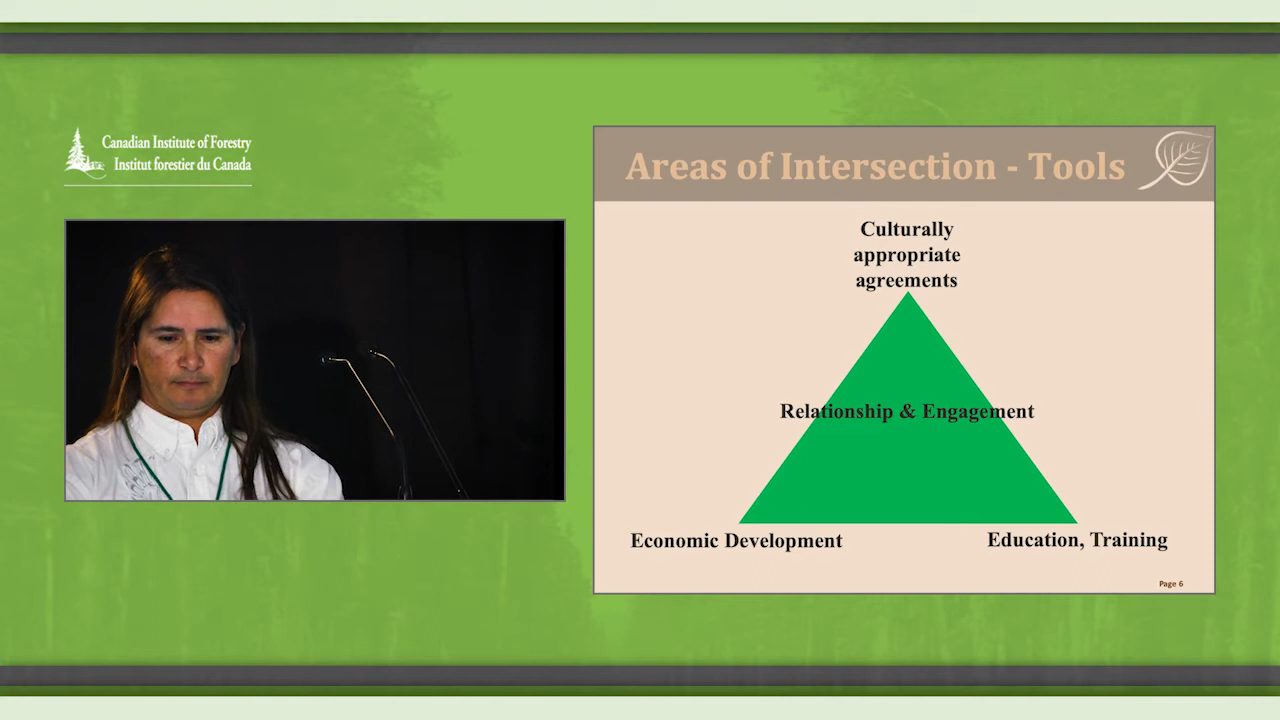 Canadian Institute of Forestry
Institut forestier du Canada
Areas of Intersection - Tools
Culturally
appropriate
agreements
Relationship & Engagement
Economic Development
Education, Training
Page 6